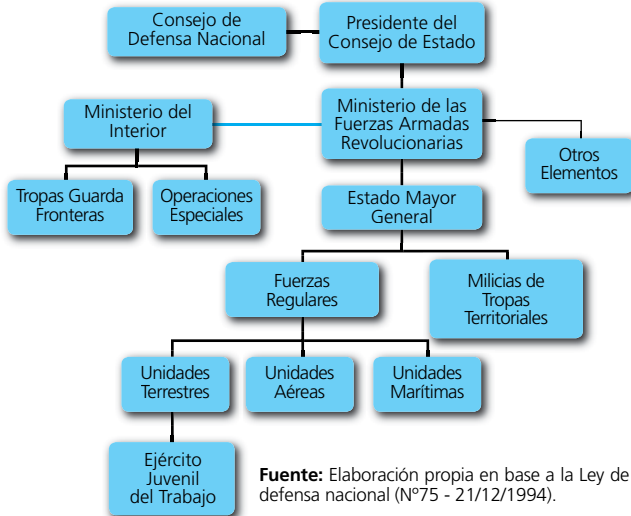 Consejo de
Defensa Nacional
Presidente del
Consejo de Estado
Ministerio del
Interior
Ministerio de las
Fuerzas Armadas
Revolucionarias
Otros
Elementos
Tropas Guarda
Fronteras
Operaciones
Especiales
Estado Mayor
General
Fuerzas
Regulares
Milicias de
Tropas
Territoriales
Unidades
Terrestres
Unidades
Aéreas
Unidades
Marítimas
Ejército
Juvenil
del Trabajo
Fuente: Elaboración propia en base a la Ley de
defensa nacional (Nº75 - 21/12/1994).